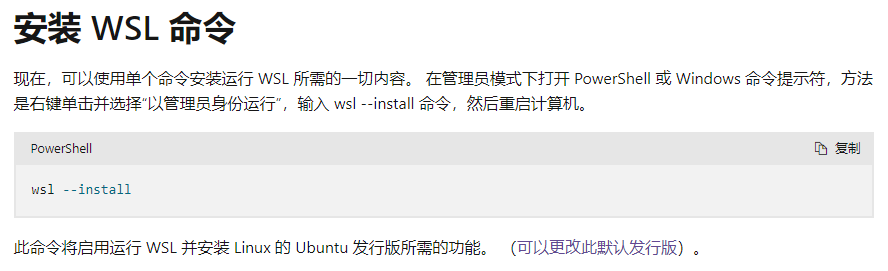 安装 WSL 命令
现在，可以使用单个命令安装运行 WSL 所需的一切内容。 在管理员模式下打开 PowerShell 或 Windows 命令提示符，方法
是右键单击并选择“以管理员身份运行”，输入 wsl --install 命令，然后重启计算机。
PowerShell 复制
wsl --install
此命令将启用运行 WSL 并安装 Linux 的 Ubuntu 发行版所需的功能。 （可以更改此默认发行版）。